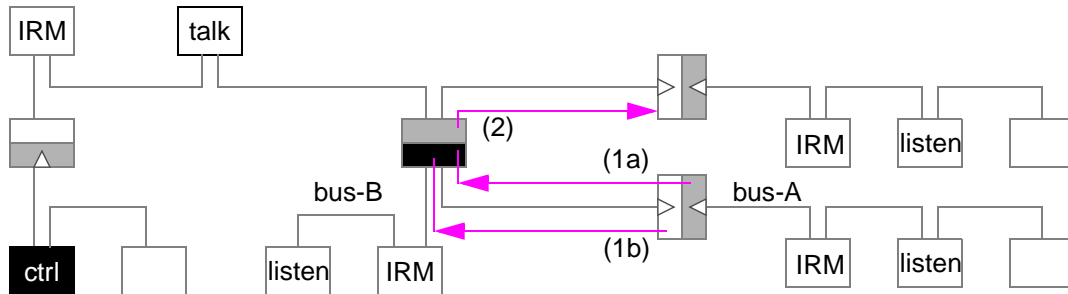 IRM
talk
(2)
IRM
listen
(1a)
bus-B
bus-A
(1b)
ctrl
listen
IRM
IRM
listen